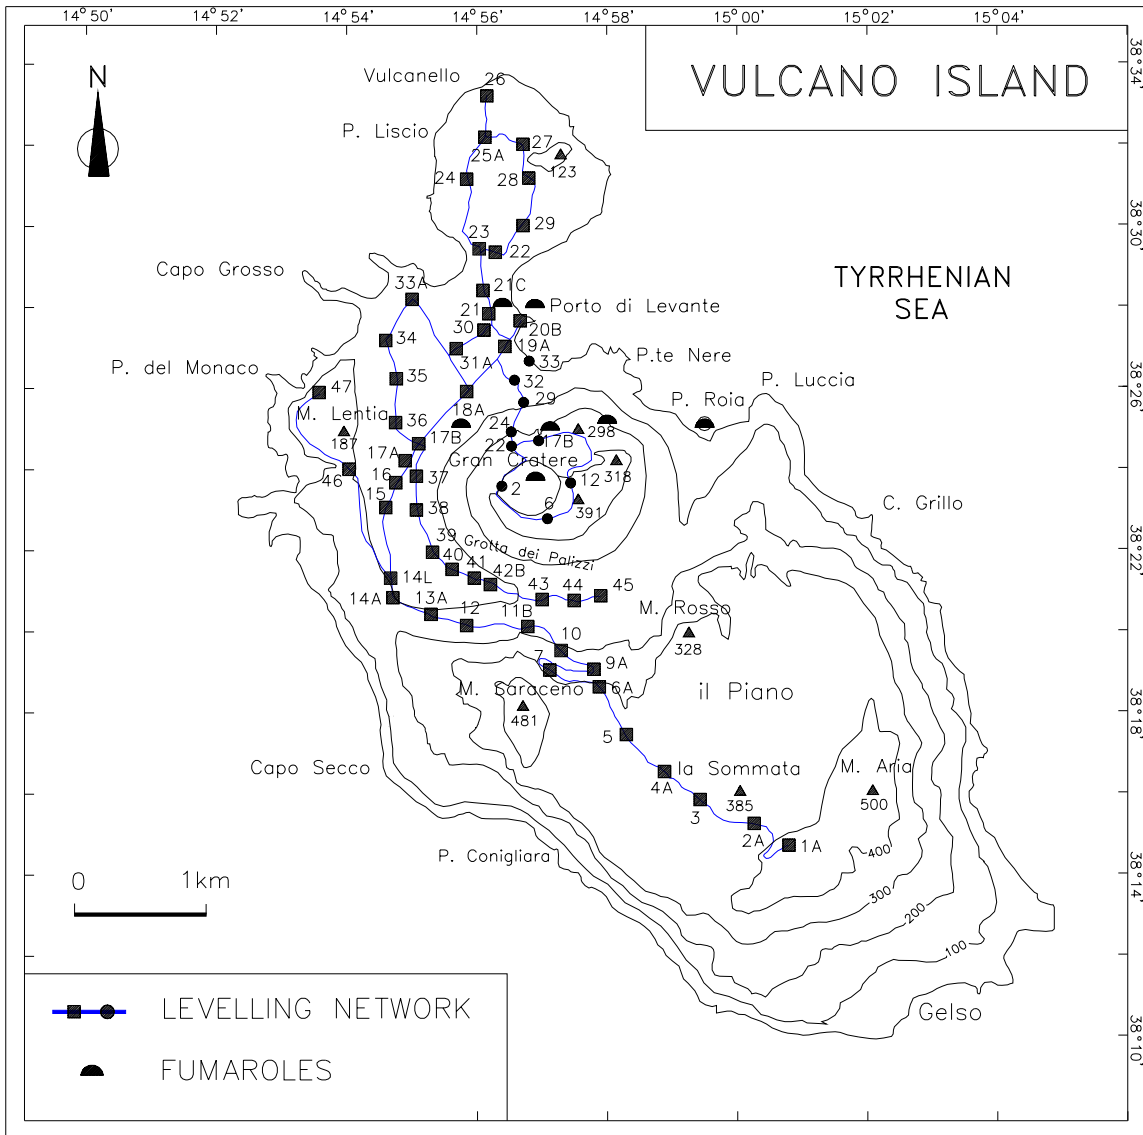 14°50' 14°52' 14°54' 14°56' 14°58' 15°00' 15°02' 15°04'
38°34'
VULCANO ISLAND
N
Vulcanello
26
P. Liscio
25A
27
123
24
28
23
29
22
38°30'
Capo Grosso
33A
21C
TYRRHENIAN
SEA
21
Porto di Levante
30
20B
34
31A
19A
33
P.te Nere
P. del Monaco
35
32
P. Luccia
47
18A
29
P. Roia
38°26'
M. Lentia
36
24
298
187
17B
22
17B
17A
Gran Cratere
318
46
16
37
2
12
15
38
6
391
C. Grillo
39
Grotta dei Palizzi
40
41
42B
38°22'
14L
43
44
45
14A
13A
12
11B
M. Rosso
10
328
7
9A
M. Saraceno
6A
il Piano
481
5
38°18'
Capo Secco
la Sommata
M. Aria
4A
3
385
500
2A
1A
P. Conigliara
400
38°14'
0 1km
300
200
100
LEVELLING NETWORK
Gelso
38°10'
FUMAROLES